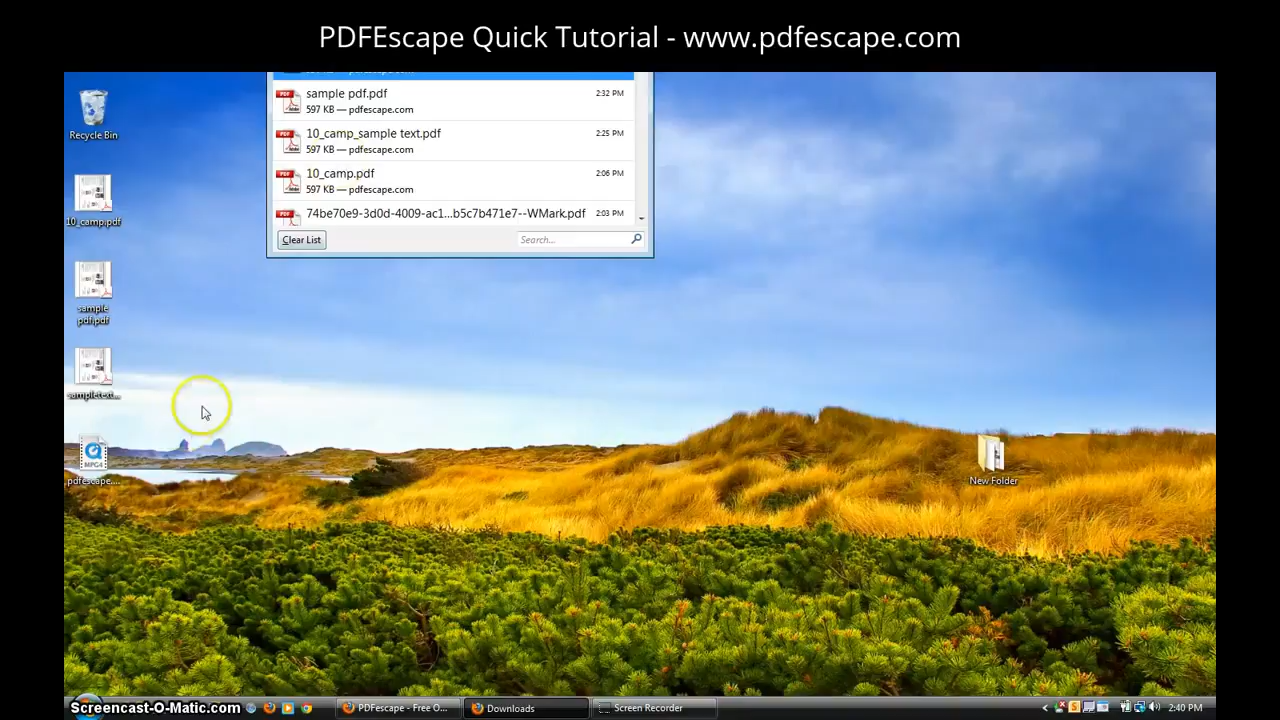 PDFEscape Quick Tutorial - www.pdfescape.com
sample pdf.pdf
2:32 PM
597 KB — pdfescape.com
10_camp_sample text.pdf
2:25 PM
597 KB — pdfescape.com
10_camp.pdf
2:06 PM
597 KB — pdfescape.com
74be70e9-3d0d-4009-ac1...b5c7b471e7--WMark.pdf
2:03 PM
Clear List
Search...
Recycle Bin
10_camp.pdf
sample
pdf.pdf
sampletext...
MPG4
pdfescape....
New Folder
Screencast-O-Matic.com
PDFescape - Free O...
Downloads
Screen Recorder
2:40 PM